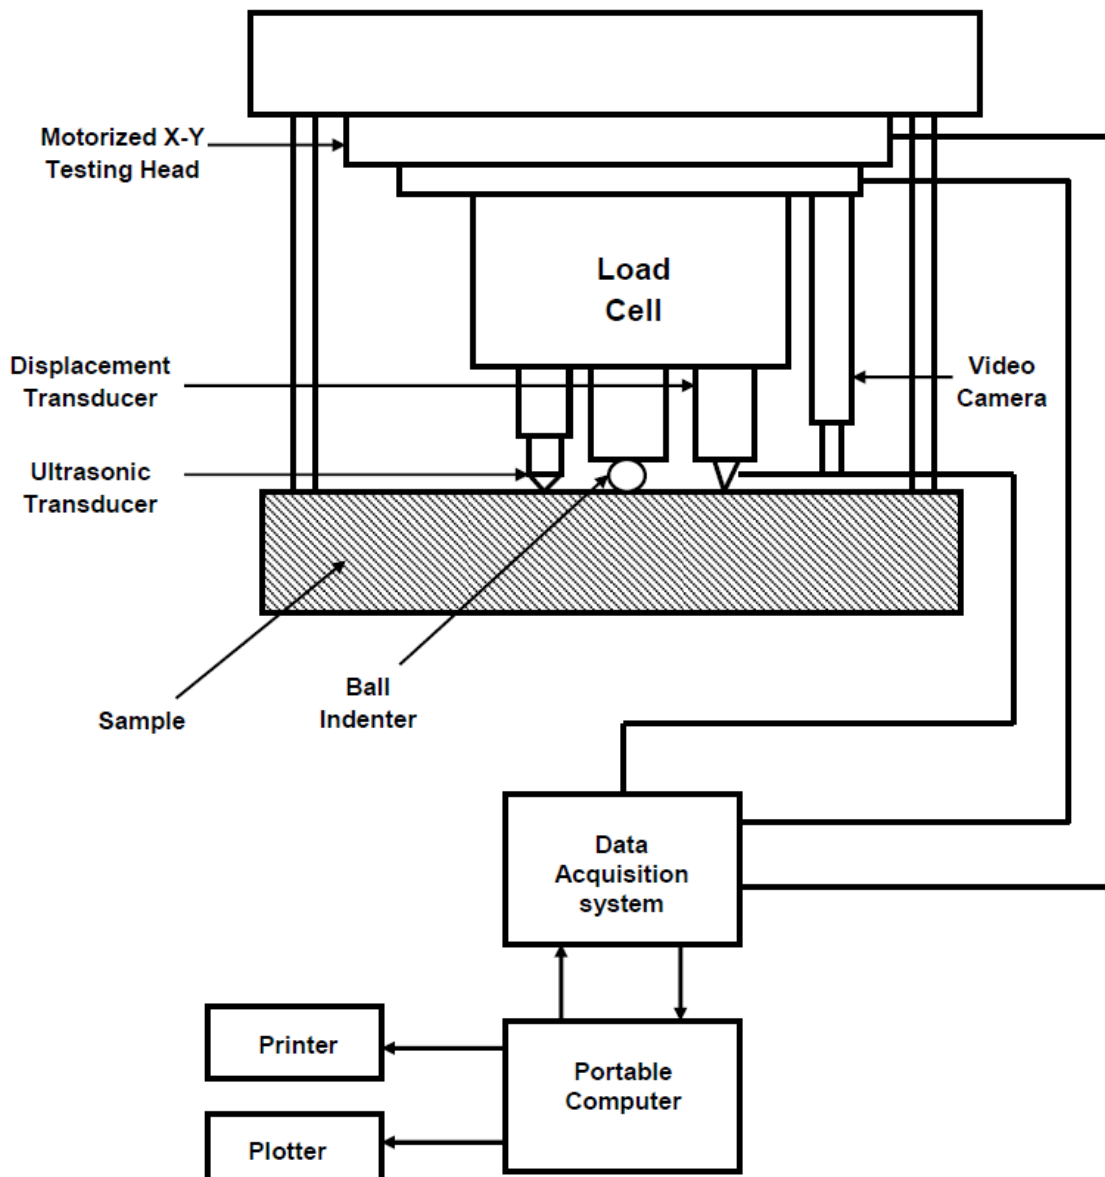 Motorized X-Y
Testing Head
Load
Cell
Displacement
Transducer
Video
Camera
Ultrasonic
Transducer
Ball
Indenter
Sample
Data
Acquisition
system
Printer
Portable
Computer
Plotter